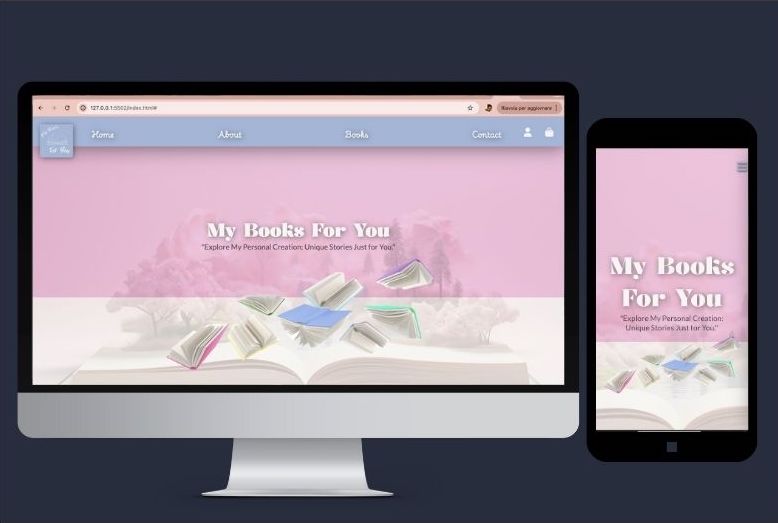 127.0.0.1:5502/index.html#
Riavvia per aggiornare
Home About Books Contact
For You
My Books For You
"Explore My Personal Creation: Unique Stories Just for You."
My Books
For You
"Explore My Personal Creation:
Unique Stories Just for You."